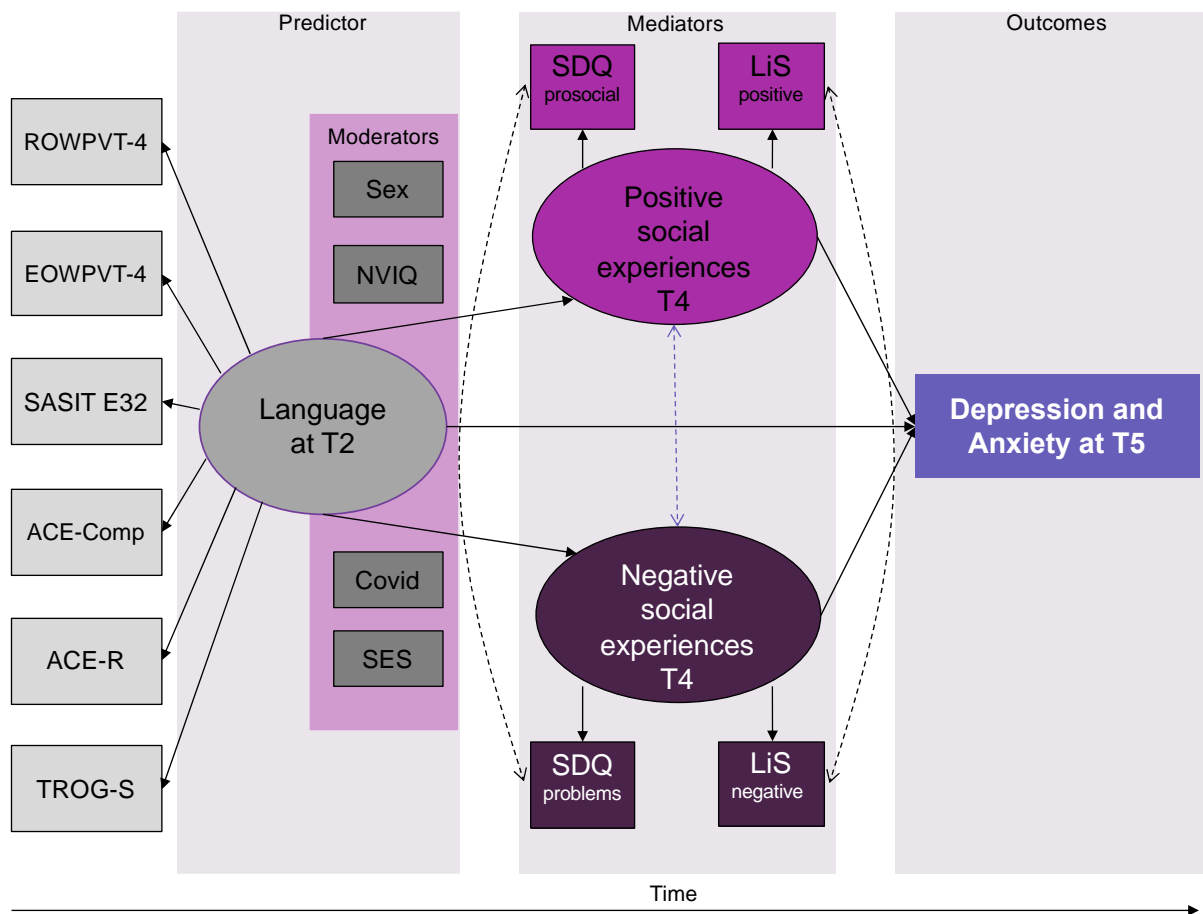 Predictor
Mediators
Outcomes
SDQ
prosocial
LiS
positive
ROWPVT-4
EOWPVT-4
SASIT E32
ACE-Comp
ACE-R
TROG-S
Moderators
Sex
NVIQ
Language
at T2
Covid
SES
Positive
social
experiences
T4
Negative
social
experiences
T4
SDQ
problems
LiS
negative
Depression and
Anxiety at T5
Time